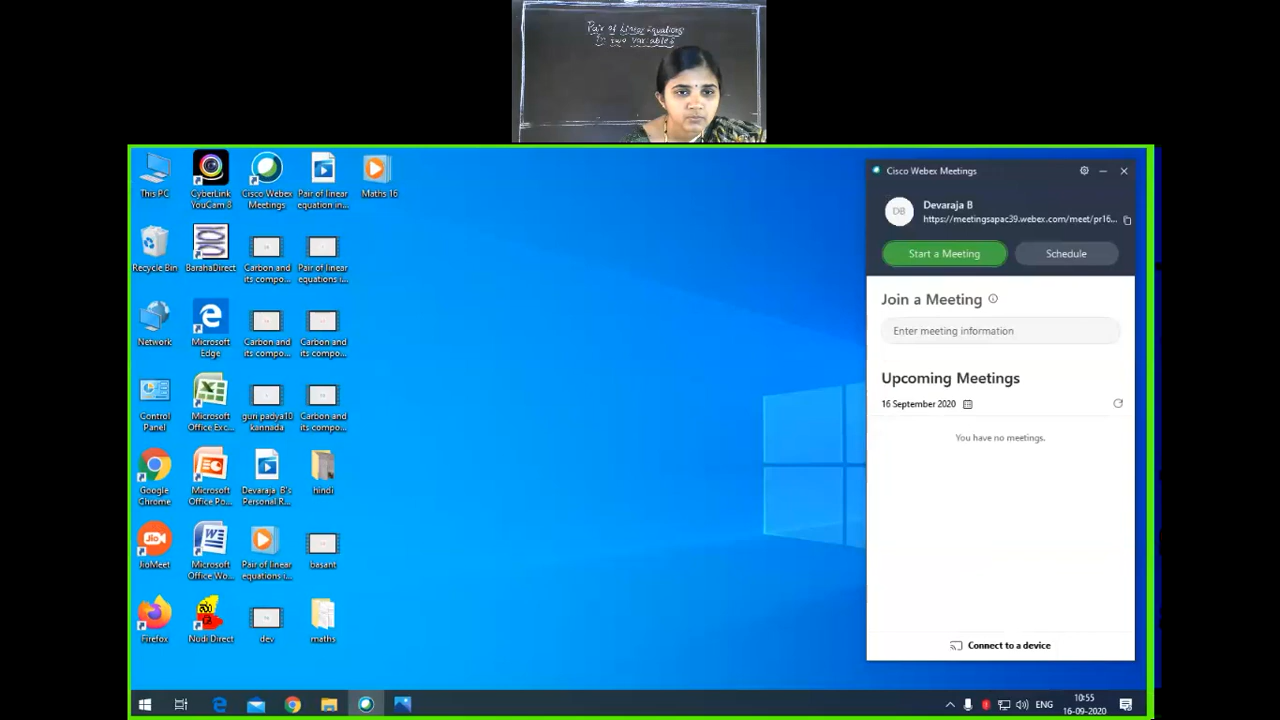 Pair of Linear Equations
In two variables
This PC
CyberLink
YouCam 8
Cisco Webex
Meetings
Pair of linear
equation in...
Maths 16
Recycle Bin
BarahaDirect
Carbon and
its compo...
Pair of linear
equations i...
Network
Microsoft
Edge
Carbon and
its compo...
Carbon and
its compo...
Control
Panel
Microsoft
Office Exc...
gun padya10
kannada
Carbon and
its compo...
Google
Chrome
Microsoft
Office Po...
Devaraja B's
Personal R...
hindi
JioMeet
Microsoft
Office Wo...
Pair of linear
equations i...
basant
Firefox
Nudi Direct
dev
maths
Cisco Webex Meetings
DB
Devaraja B
https://meetingsapac39.webex.com/meet/pr16...
Start a Meeting
Schedule
Join a Meeting
Enter meeting information
Upcoming Meetings
16 September 2020
You have no meetings.
Connect to a device
ENG
10:55
16-09-2020